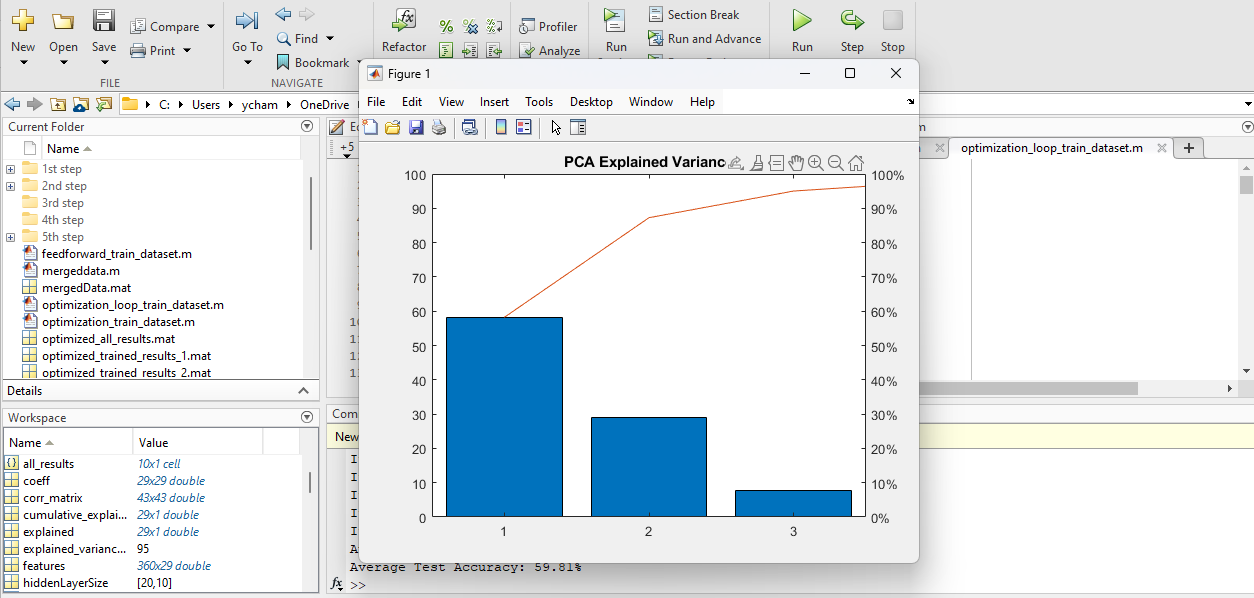 New Open Save Compare Print
FILE
Go To Find Bookmark
NAVIGATE
Refactor
Profiler
Analyze
Run Section Break
Run and Advance
Run Step Stop
C: Users ycham OneDrive
Current Folder
Name
1st step
2nd step
3rd step
4th step
5th step
feedforward_train_dataset.m
mergeddata.m
mergedData.mat
optimization_loop_train_dataset.m
optimization_train_dataset.m
optimized_all_results.mat
optimized_trained_results_1.mat
optimized_trained_results_2.mat
Details
Workspace
Name Value
all_results 10x1 cell
coeff 29x29 double
corr_matrix 43x43 double
cumulative_explai... 29x1 double
explained 29x1 double
explained_varianc... 95
features 360x29 double
hiddenLayerSize [20,10]
+5
optimization_loop_train_dataset.m
Figure 1
File Edit View Insert Tools Desktop Window Help
PCA Explained Varianc
100 100%
90 90%
80 80%
70 70%
60 60%
50 50%
40 40%
30 30%
20 20%
10 10%
0 0%
1 2 3
Com
New
Average Test Accuracy: 59.81%
fx >>